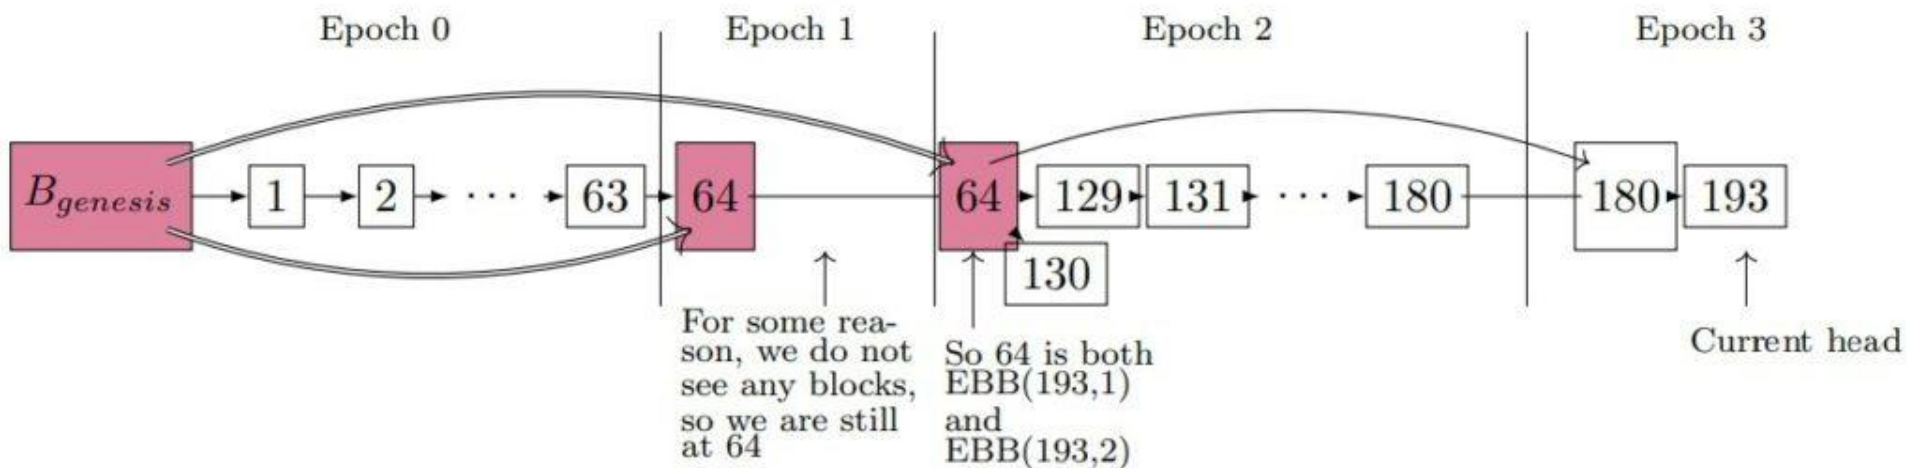 Epoch 0
Epoch 1
Epoch 2
Epoch 3
B_genesis
1
2
· · ·
63
64
64
129
131
· · ·
180
180
193
130
For some rea-
son, we do not
see any blocks,
so we are still
at 64
So 64 is both
EBB(193,1)
and
EBB(193,2)
Current head